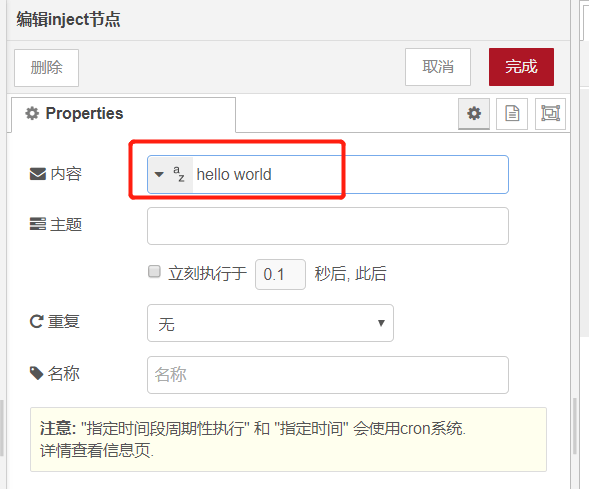 编辑inject节点
删除
取消
完成
Properties
内容
az
hello world
主题
立刻执行于 0.1 秒后, 此后
重复
无
名称
名称
注意: "指定时间段周期性执行" 和 "指定时间" 会使用cron系统.
详情查看信息页.